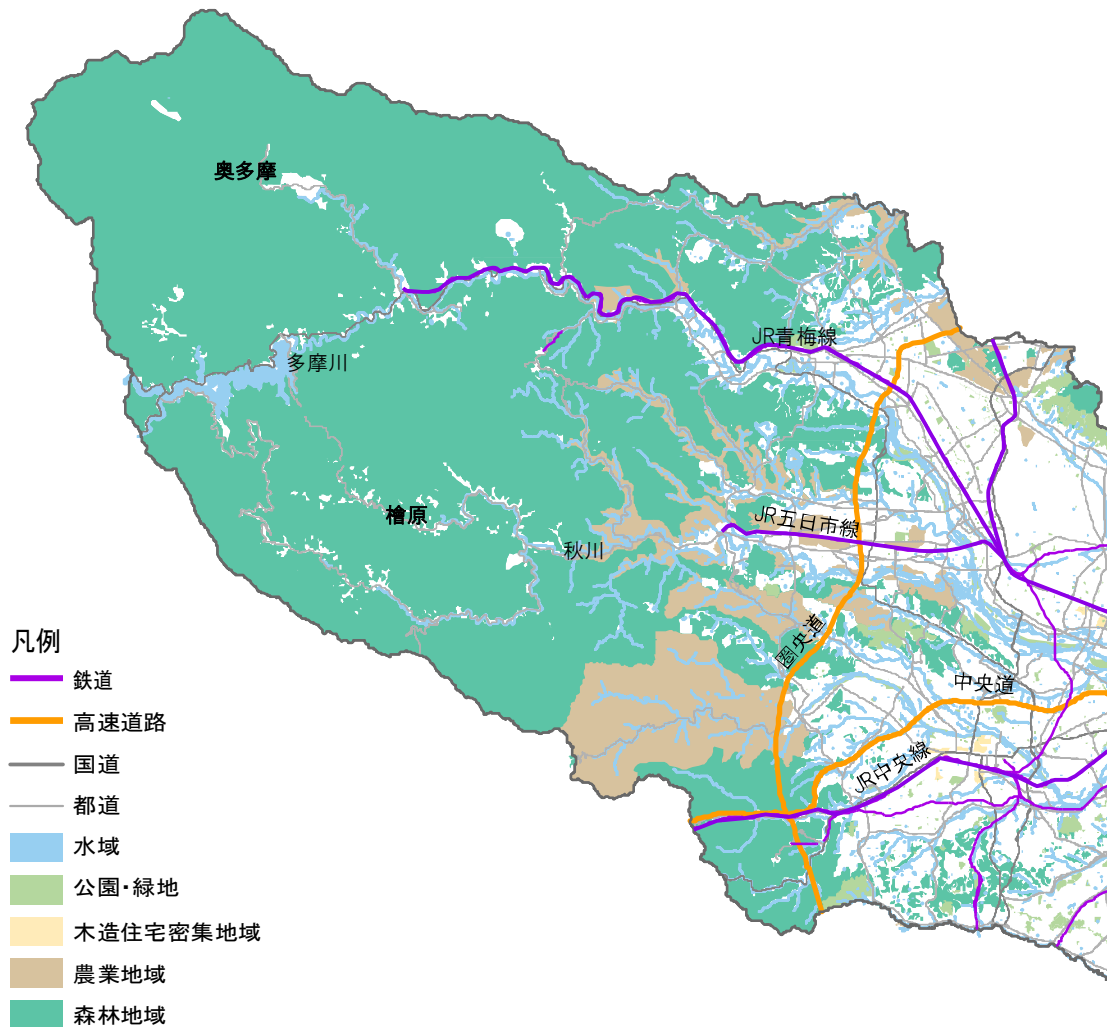 奥多摩
JR青梅線
多摩川
檜原
JR五日市線
秋川
圏央道
中央道
JR中央線
凡例
鉄道
高速道路
国道
都道
水域
公園・緑地
木造住宅密集地域
農業地域
森林地域